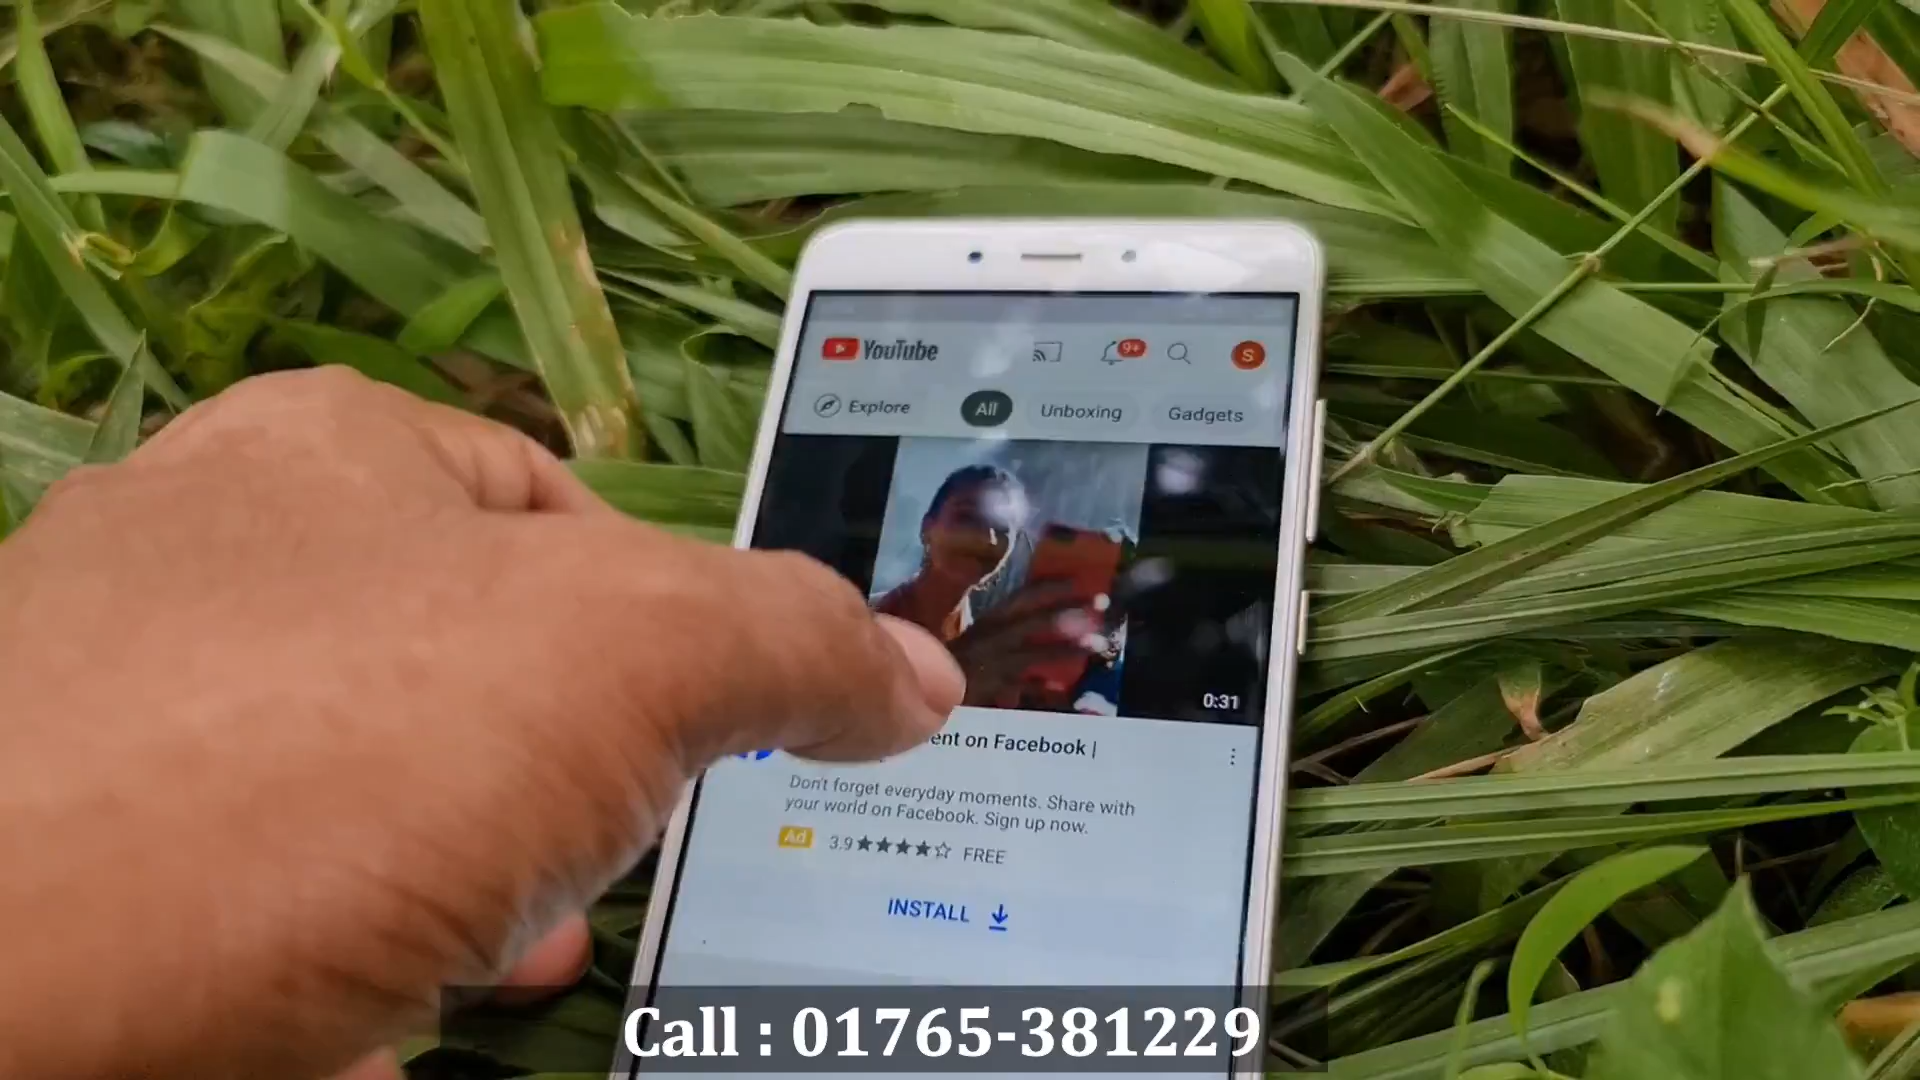 YouTube
9+
S
Explore
All
Unboxing
Gadgets
0:31
on Facebook |
Don't forget everyday moments. Share with
your world on Facebook. Sign up now.
Ad 3.9 FREE
INSTALL
Call : 01765-381229